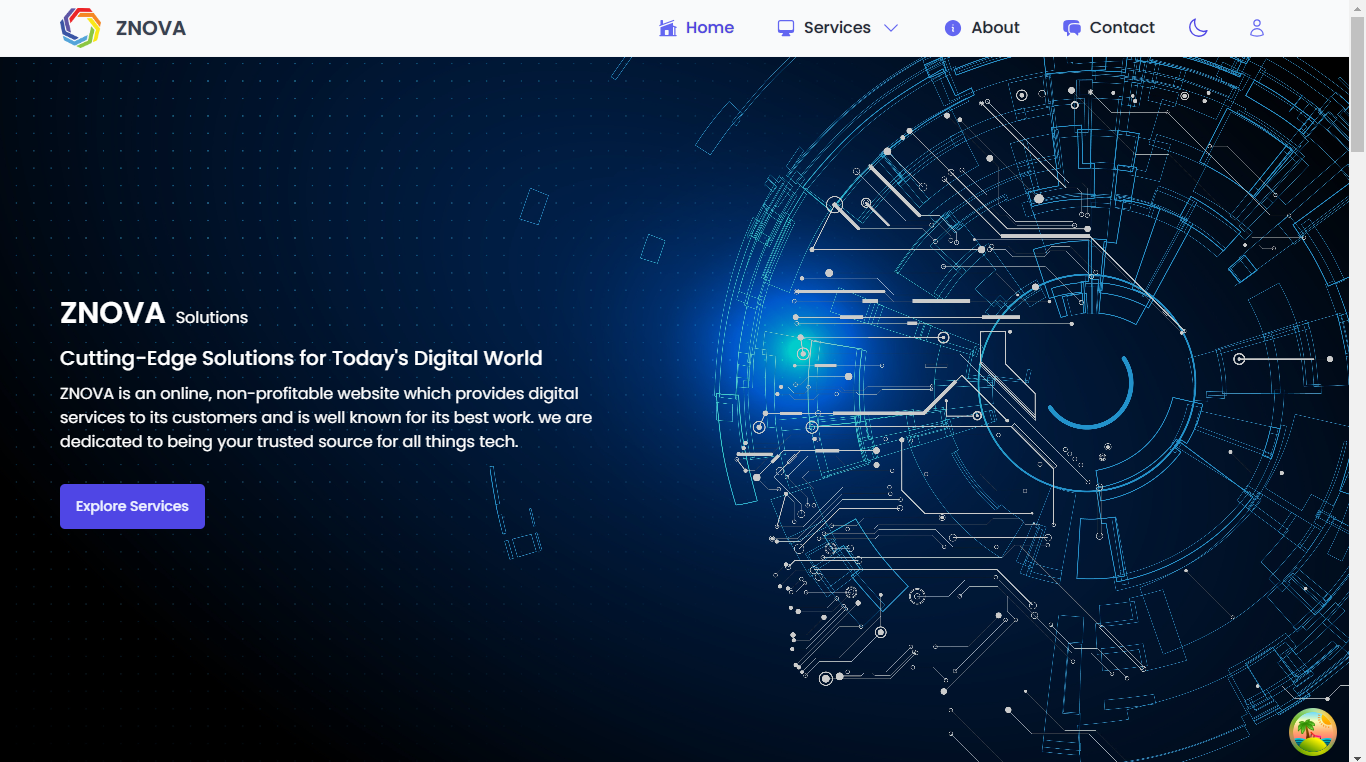 ZNOVA
Home
Services
About
Contact
ZNOVA Solutions
Cutting-Edge Solutions for Today's Digital World
ZNOVA is an online, non-profitable website which provides digital
services to its customers and is well known for its best work. we are
dedicated to being your trusted source for all things tech.
Explore Services